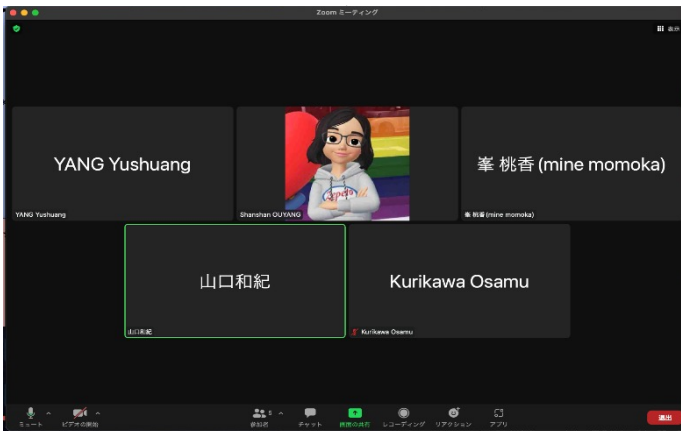 Zoom ミーティング
表示
YANG Yushuang
YANG Yushuang
Shanshan OUYANG
峯 桃香(mine momoka)
峯 桃香(mine momoka)
山口和紀
山口和紀
Kurikawa Osamu
Kurikawa Osamu
ミュート
ビデオの開始
5
参加者
チャット
画面の共有
レコーディング
リアクション
アプリ
退出